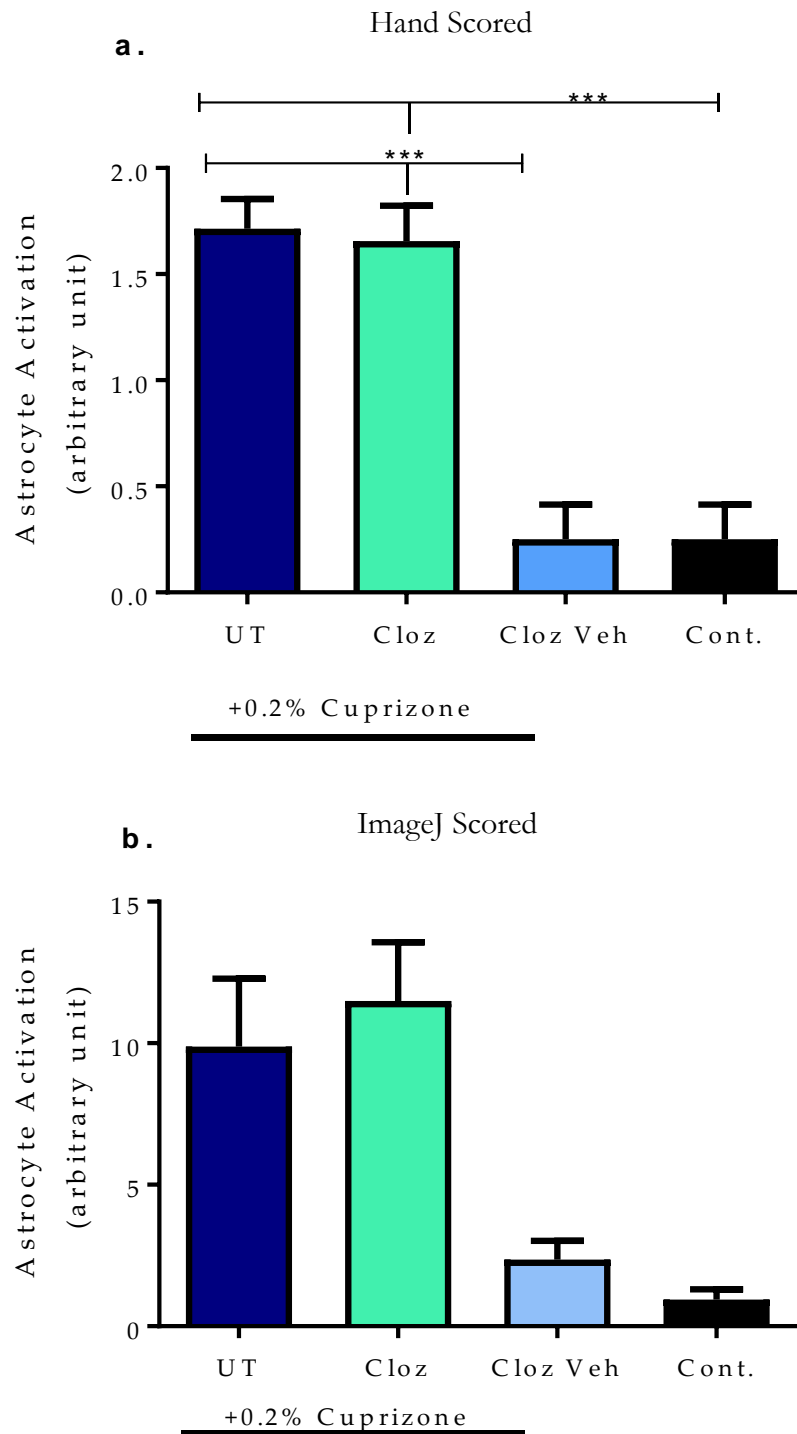 Hand Scored
a.
***
***
Astrocyte Activation
(arbitrary unit)
2.0
1.5
1.0
0.5
0.0
UT Cloz Cloz Veh Cont.
+0.2% Cuprizone
ImageJ Scored
b.
Astrocyte Activation
(arbitrary unit)
15
10
5
0
UT Cloz Cloz Veh Cont.
+0.2% Cuprizone